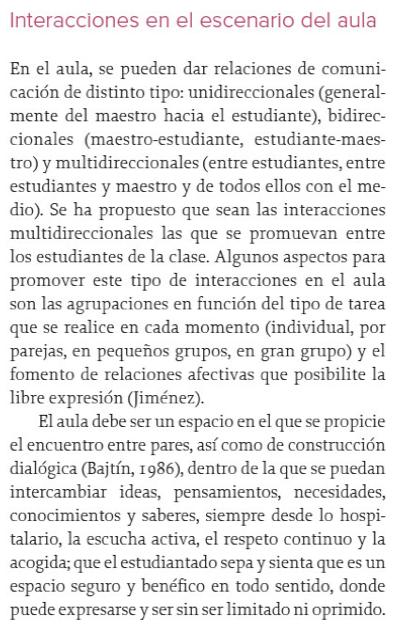 Interacciones en el escenario del aula
En el aula, se pueden dar relaciones de comuni-
cación de distinto tipo: unidireccionales (general-
mente del maestro hacia el estudiante), bidirec-
cionales (maestro-estudiante, estudiante-maes-
tro) y multidireccionales (entre estudiantes, entre
estudiantes y maestro y de todos ellos con el me-
dio). Se ha propuesto que sean las interacciones
multidireccionales las que se promuevan entre
los estudiantes de la clase. Algunos aspectos para
promover este tipo de interacciones en el aula
son las agrupaciones en función del tipo de tarea
que se realice en cada momento (individual, por
parejas, en pequeños grupos, en gran grupo) y el
fomento de relaciones afectivas que posibilite la
libre expresión (Jiménez).
El aula debe ser un espacio en el que se propicie
el encuentro entre pares, así como de construcción
dialógica (Bajtín, 1986), dentro de la que se puedan
intercambiar ideas, pensamientos, necesidades,
conocimientos y saberes, siempre desde lo hospi-
talario, la escucha activa, el respeto continuo y la
acogida; que el estudiantado sepa y sienta que es un
espacio seguro y benéfico en todo sentido, donde
puede expresarse y ser sin ser limitado ni oprimido.